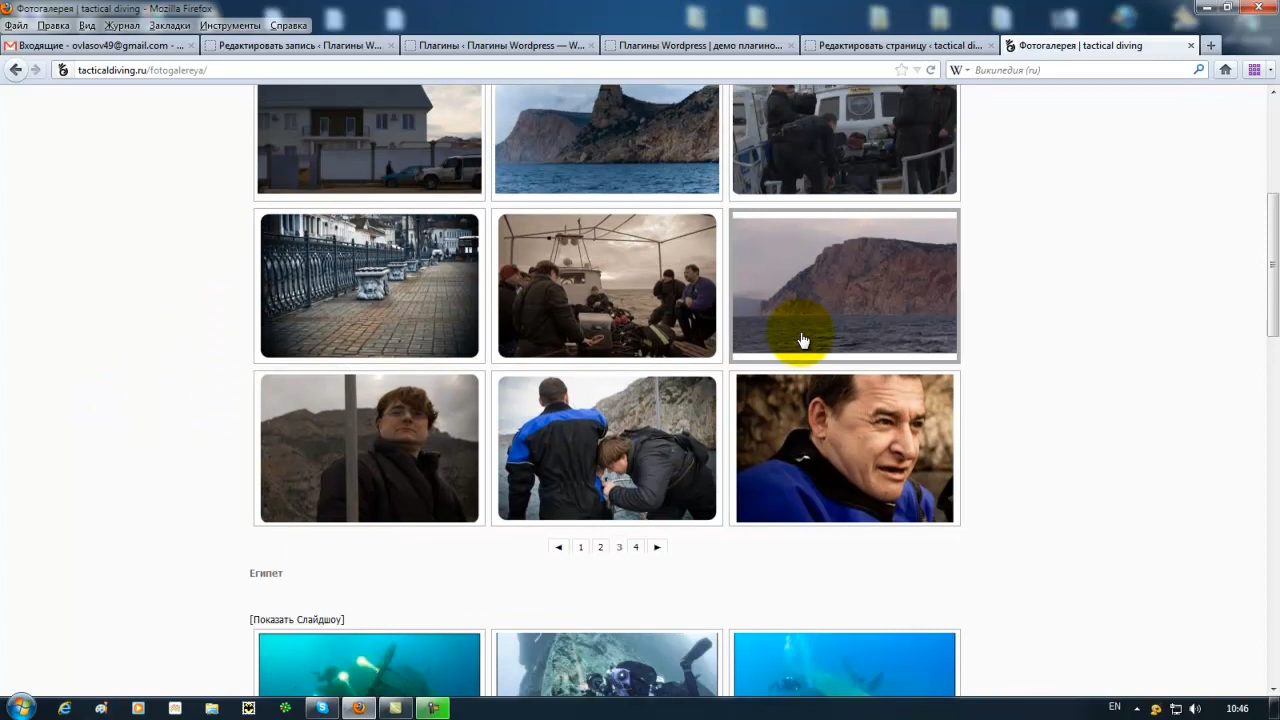 Фотогалерея | tactical diving - Mozilla Firefox
Файл Правка Вид Журнал Закладки Инструменты Справка
Входящие - ovlasov49@gmail.com - ...
Редактировать запись ‹ Плагины W...
Плагины ‹ Плагины Wordpress — W...
Плагины Wordpress | демо плагино...
Редактировать страницу ‹ tactical di...
Фотогалерея | tactical diving
tacticaldiving.ru/fotogalereya/
Википедия (ru)
◄ 1 2 3 4 ►
Египет
[Показать Слайдшоу]
EN 10:46